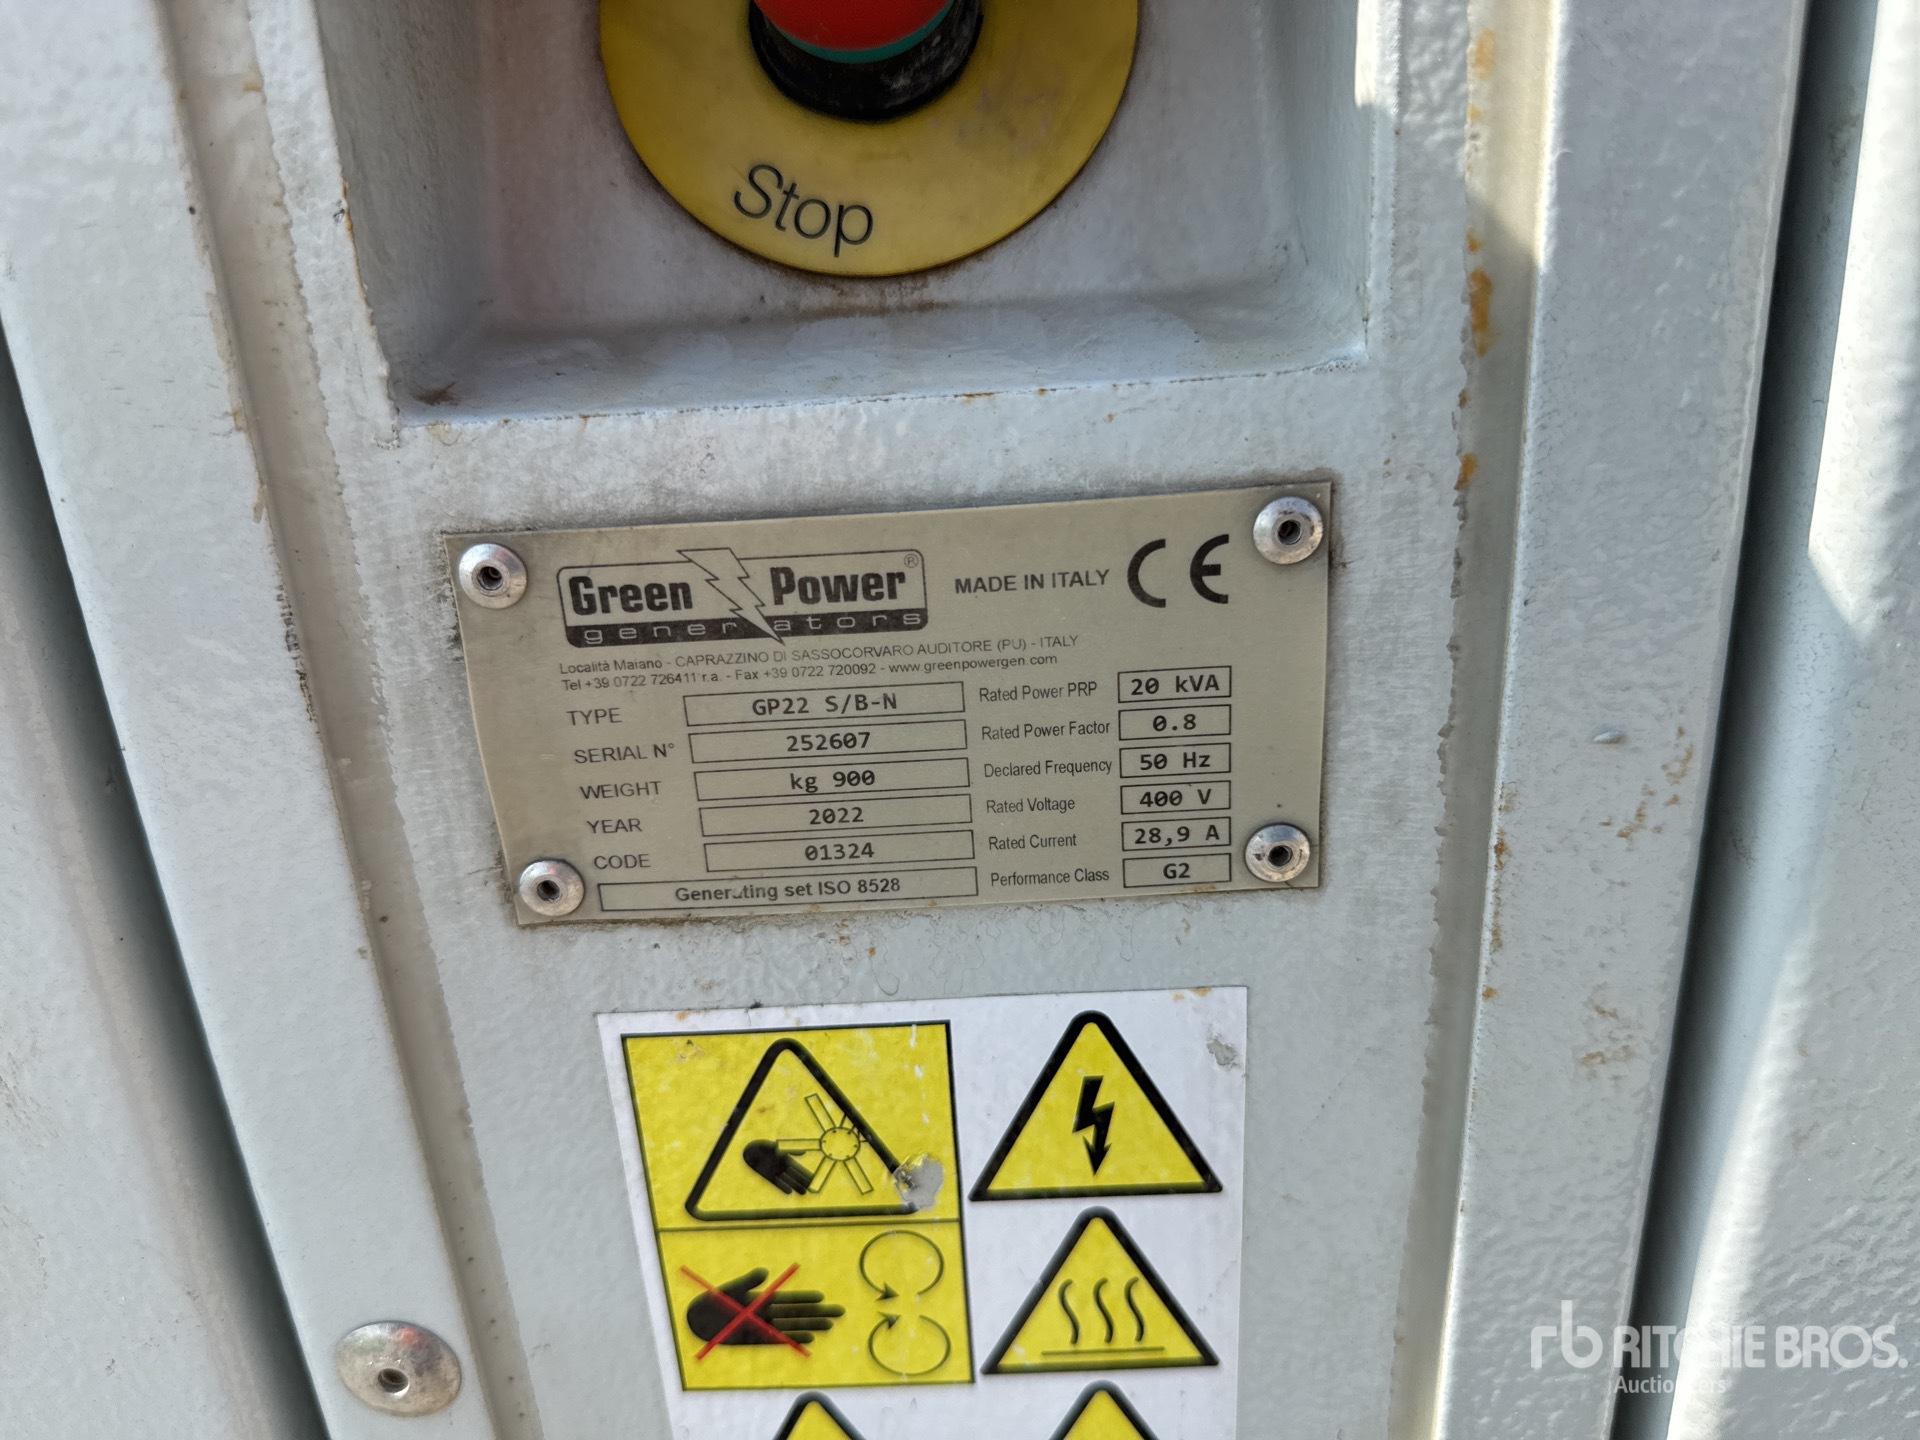 Stop
Green Power®
generators
MADE IN ITALY
CE
Località Maiano - CAPRAZZINO DI SASSOCORVARO AUDITORE (PU) - ITALY
Tel +39 0722 726411 r.a. - Fax +39 0722 720092 - www.greenpowergen.com
TYPE GP22 S/B-N
SERIAL N° 252607
WEIGHT kg 900
YEAR 2022
CODE 01324
Generating set ISO 8528
Rated Power PRP 20 kVA
Rated Power Factor 0.8
Declared Frequency 50 Hz
Rated Voltage 400 V
Rated Current 28,9 A
Performance Class G2
rb RITCHIE BROS.
Auctioneers